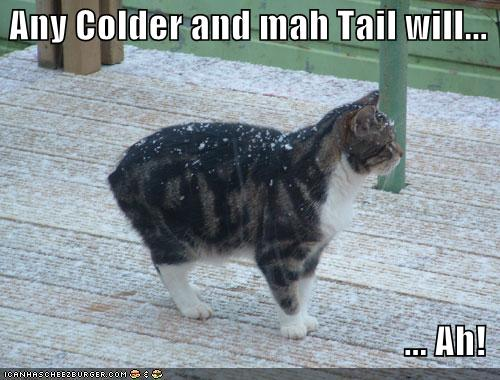 Any Colder and mah Tail will...
... Ah!
ICANHASCHEEZBURGER.COM